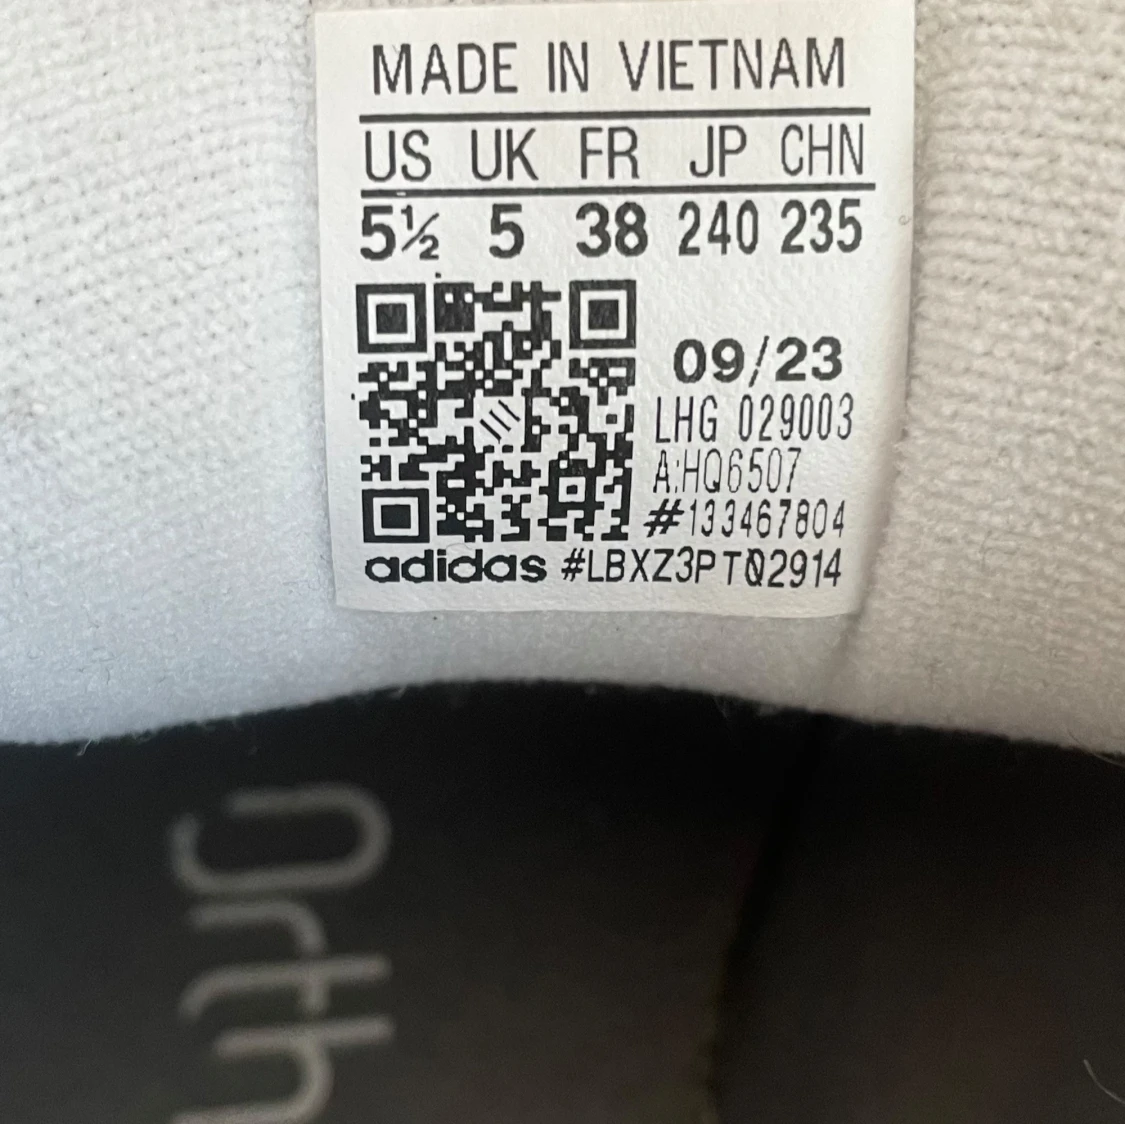 MADE IN VIETNAM
US UK FR JP CHN
5½ 5 38 240 235
09/23
LHG 029003
A:HQ6507
#133467804
adidas #LBXZ3PTQ2914
Orth